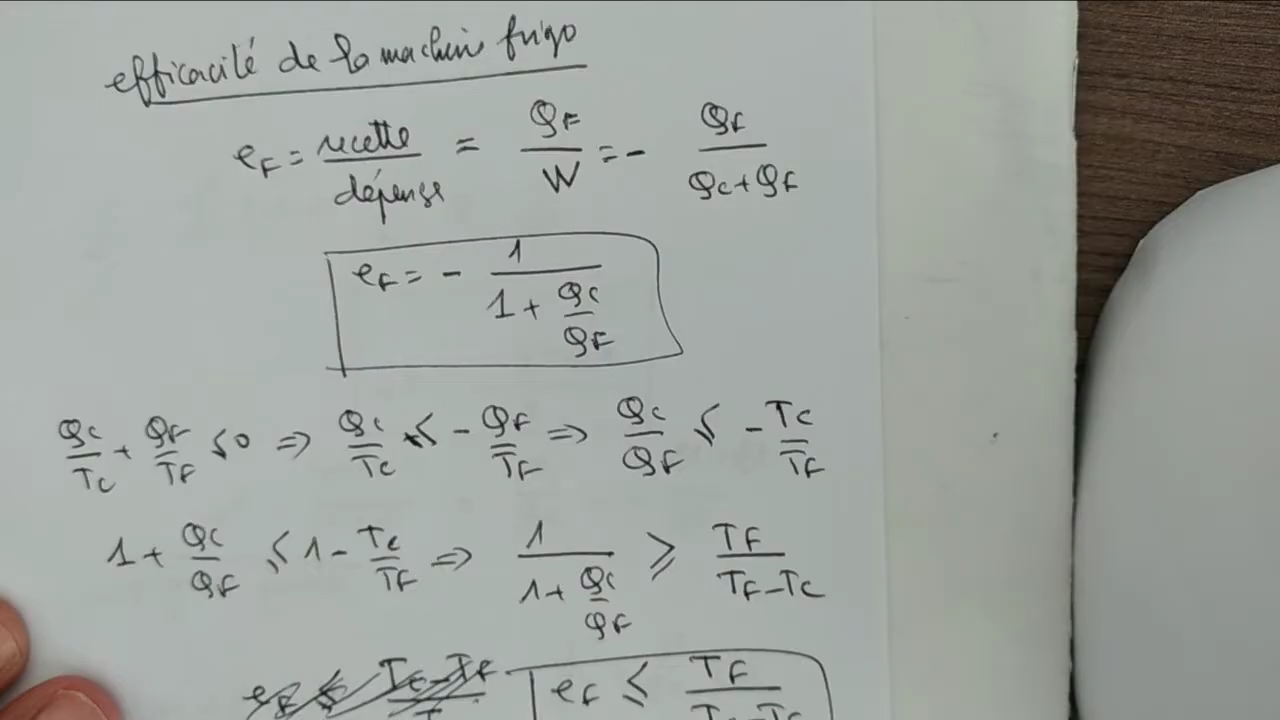 efficacité de la machine frigo
e_F = recette/dépense = Q_F/W = - Q_F/(Q_C + Q_F)
e_F = - 1/(1 + Q_C/Q_F)
Q_C/T_C + Q_F/T_F ≤ 0 ⇒ Q_C/T_C ≤ - Q_F/T_F ⇒ Q_C/Q_F ≤ - T_C/T_F
1 + Q_C/Q_F ≤ 1 - T_C/T_F ⇒ 1/(1 + Q_C/Q_F) ≥ T_F/(T_F - T_C)
e_F ≤ T_F/(T_C - T_C)